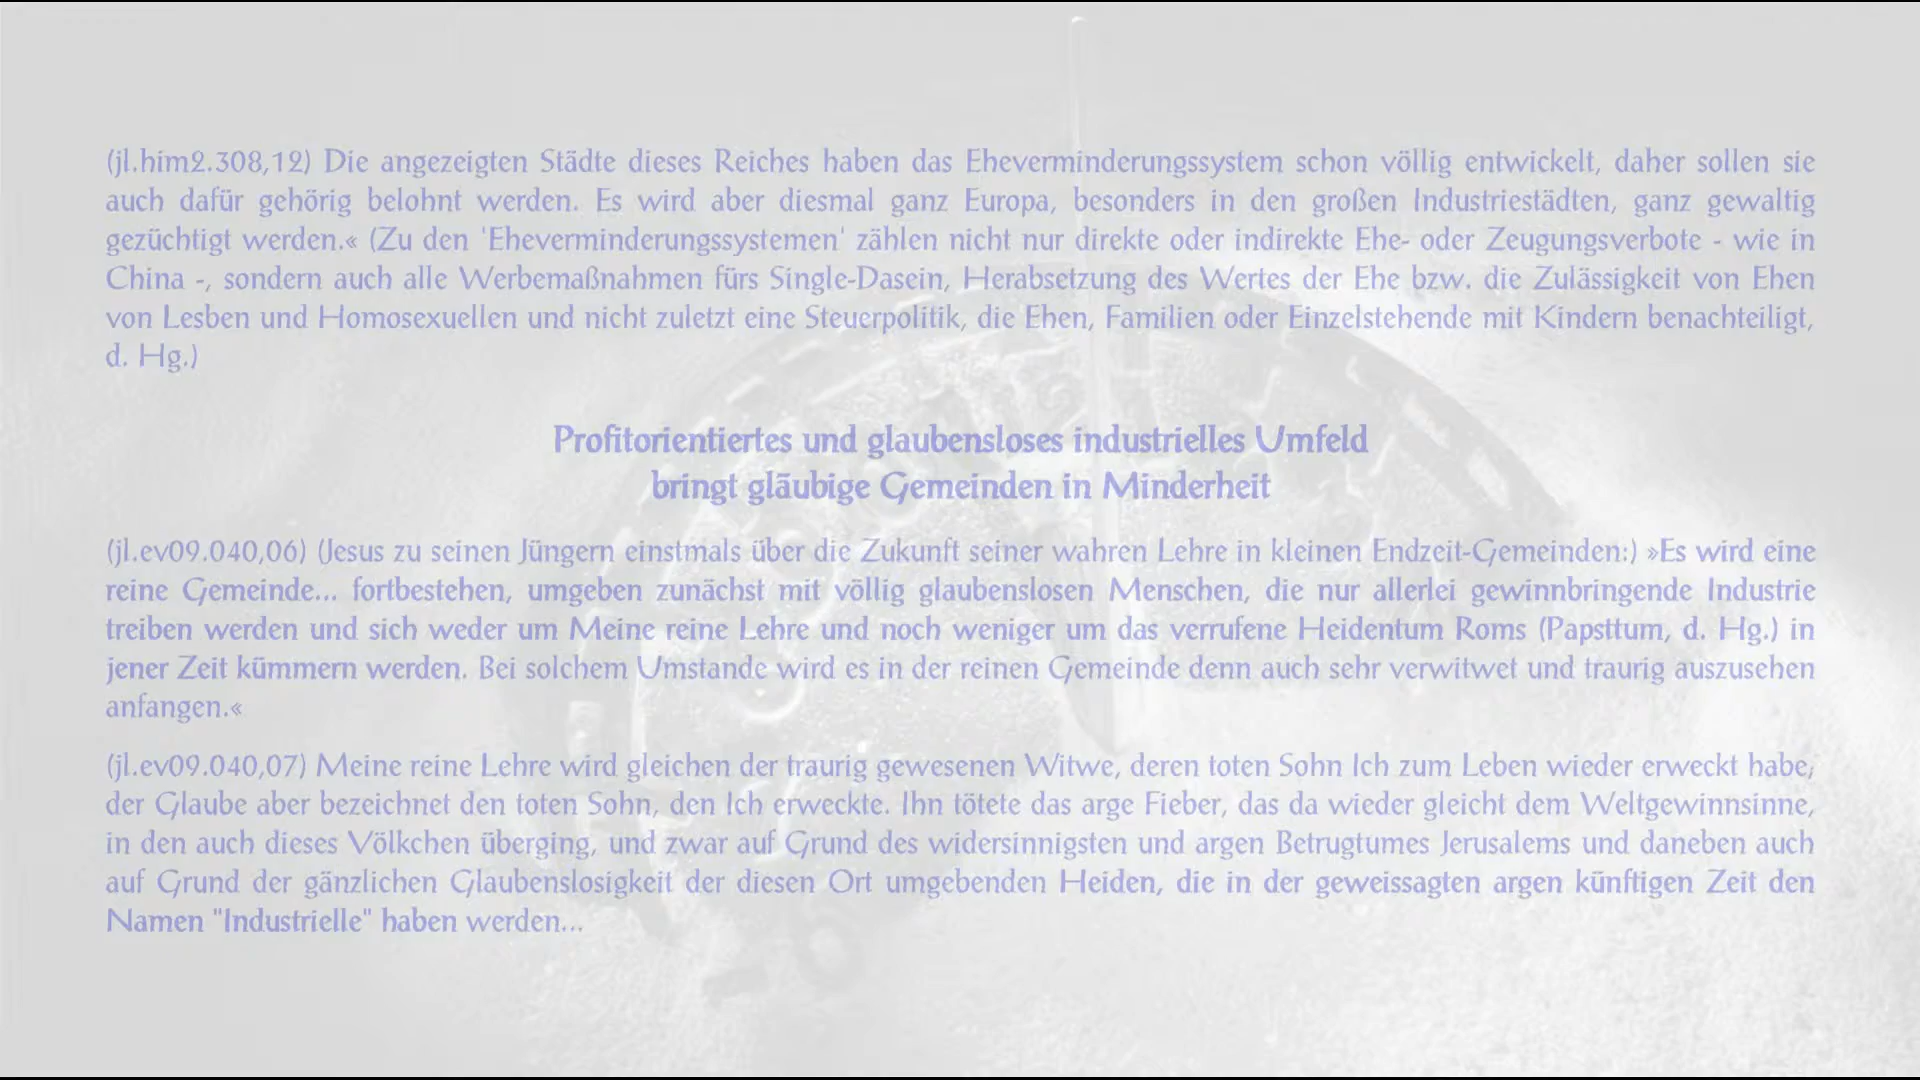 (jl.him2.308,12) Die angezeigten Städte dieses Reiches haben das Eheverminderungssystem schon völlig entwickelt, daher sollen sie
auch dafür gehörig belohnt werden. Es wird aber diesmal ganz Europa, besonders in den großen Industriestädten, ganz gewaltig
gezüchtigt werden.« (Zu den 'Eheverminderungssystemen' zählen nicht nur direkte oder indirekte Ehe- oder Zeugungsverbote - wie in
China -, sondern auch alle Werbemaßnahmen fürs Single-Dasein, Herabsetzung des Wertes der Ehe bzw. die Zulässigkeit von Ehen
von Lesben und Homosexuellen und nicht zuletzt eine Steuerpolitik, die Ehen, Familien oder Einzelstehende mit Kindern benachteiligt,
d. Hg.)
Profitorientiertes und glaubensloses industrielles Umfeld
bringt gläubige Gemeinden in Minderheit
(jl.ev09.040,06) (Jesus zu seinen Jüngern einstmals über die Zukunft seiner wahren Lehre in kleinen Endzeit-Gemeinden:) »Es wird eine
reine Gemeinde... fortbestehen, umgeben zunächst mit völlig glaubenslosen Menschen, die nur allerlei gewinnbringende Industrie
treiben werden und sich weder um Meine reine Lehre und noch weniger um das verrufene Heidentum Roms (Papsttum, d. Hg.) in
jener Zeit kümmern werden. Bei solchem Umstande wird es in der reinen Gemeinde denn auch sehr verwitwet und traurig auszusehen
anfangen.«
(jl.ev09.040,07) Meine reine Lehre wird gleichen der traurig gewesenen Witwe, deren toten Sohn Ich zum Leben wieder erweckt habe;
der Glaube aber bezeichnet den toten Sohn, den Ich erweckte. Ihn tötete das arge Fieber, das da wieder gleicht dem Weltgewinnsinne,
in den auch dieses Völkchen überging, und zwar auf Grund des widersinnigsten und argen Betrugtumes Jerusalems und daneben auch
auf Grund der gänzlichen Glaubenslosigkeit der diesen Ort umgebenden Heiden, die in der geweissagten argen künftigen Zeit den
Namen "Industrielle" haben werden...